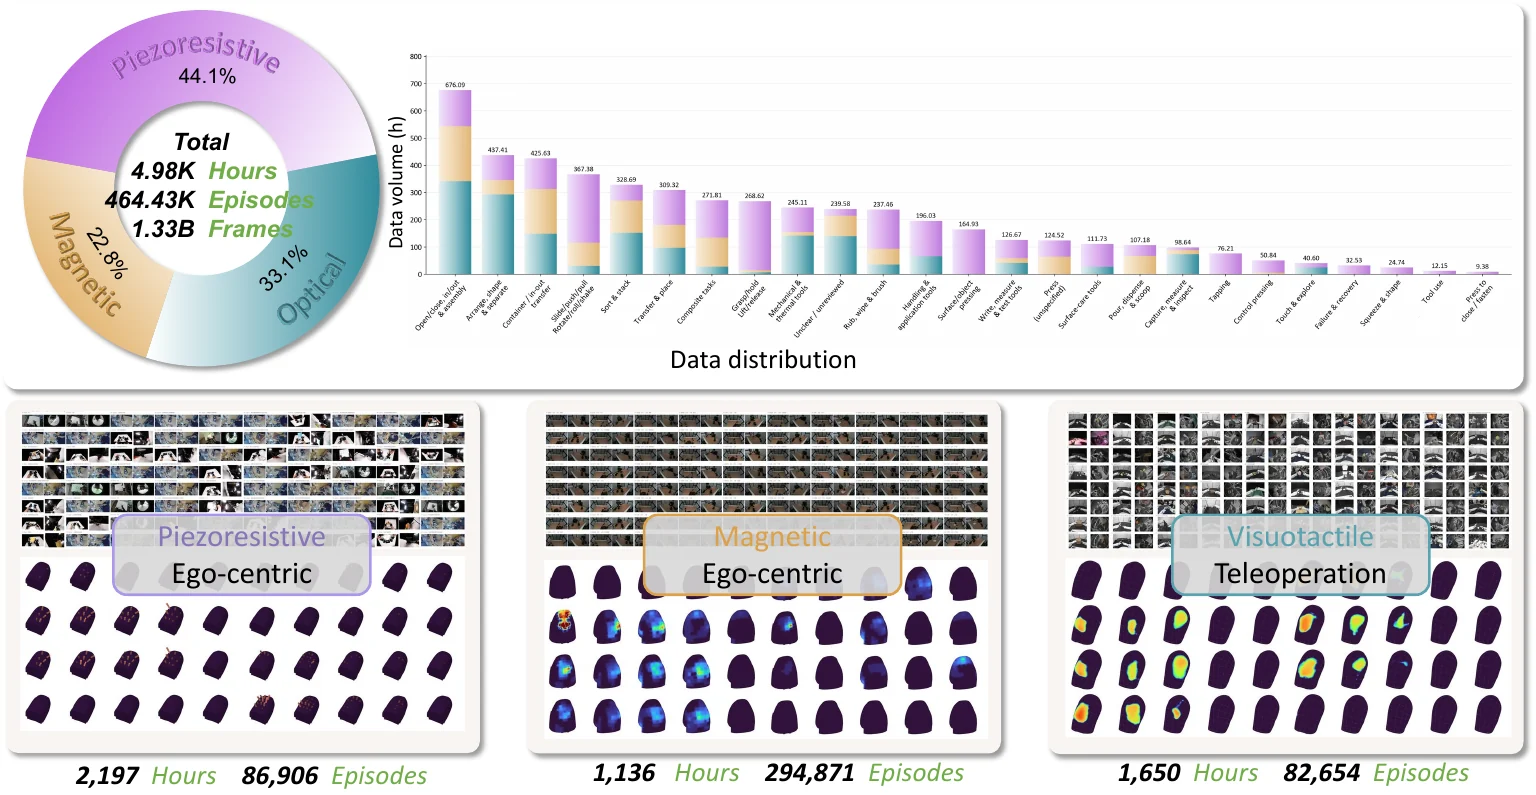 Piezoresistive
44.1%
Magnetic
22.8%
Optical
33.1%
Total
4.98K Hours
464.43K Episodes
1.33B Frames
Data volume (h)
800
700
600
500
400
300
200
100
0
676.09
437.41
425.63
367.38
328.69
309.32
271.81
268.62
245.11
239.58
237.46
196.03
164.93
126.67
124.52
111.73
107.18
98.64
76.21
50.84
40.60
32.53
24.74
12.15
9.38
Open/close, in/out
& assembly
Arrange, shape
& separate
Container / in-out
transfer
Slide/push/pull
Rotate/roll/shake
Sort & stack
Transfer & place
Composite tasks
Grasp/hold
Lift/release
Mechanical &
thermal tools
Unclear / unreviewed
Rub, wipe & brush
Handling &
application tools
Surface/object
pressing
Write, measure
& test tools
Press
(unspecified)
Surface-care tools
Pour, dispense
& scoop
Capture, measure
& inspect
Tapping
Control pressing
Touch & explore
Failure & recovery
Squeeze & shape
Tool use
Press to
close / fasten
Data distribution
Piezoresistive
Ego-centric
2,197 Hours 86,906 Episodes
Magnetic
Ego-centric
1,136 Hours 294,871 Episodes
Visuotactile
Teleoperation
1,650 Hours 82,654 Episodes